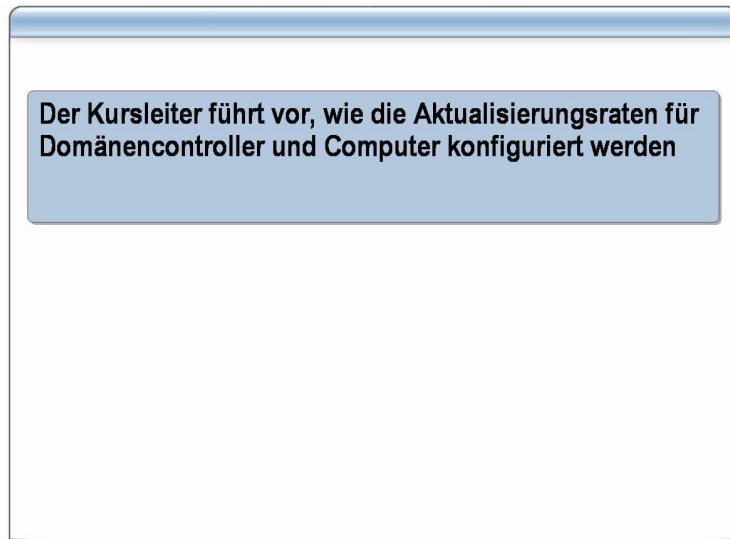 Der Kursleiter führt vor, wie die Aktualisierungsraten für
Domänencontroller und Computer konfiguriert werden